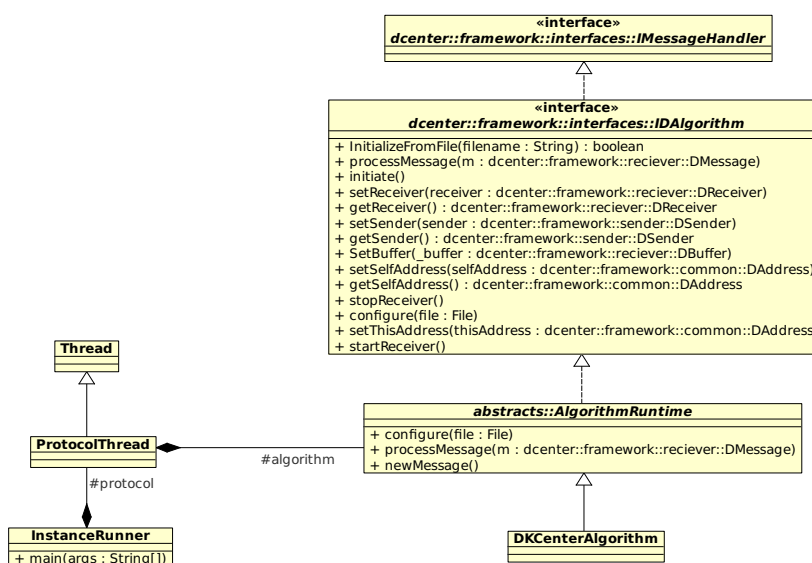 «interface»
dcenter::framework::interfaces::IMessageHandler
«interface»
dcenter::framework::interfaces::IDAlgorithm
+ InitializeFromFile(filename : String) : boolean
+ processMessage(m : dcenter::framework::reciever::DMessage)
+ initiate()
+ setReceiver(receiver : dcenter::framework::reciever::DReceiver)
+ getReceiver() : dcenter::framework::reciever::DReceiver
+ setSender(sender : dcenter::framework::sender::DSender)
+ getSender() : dcenter::framework::sender::DSender
+ SetBuffer(_buffer : dcenter::framework::reciever::DBuffer)
+ setSelfAddress(selfAddress : dcenter::framework::common::DAddress)
+ getSelfAddress() : dcenter::framework::common::DAddress
+ stopReceiver()
+ configure(file : File)
+ setThisAddress(thisAddress : dcenter::framework::common::DAddress
+ startReceiver()
Thread
ProtocolThread
#algorithm
#protocol
abstracts::AlgorithmRuntime
+ configure(file : File)
+ processMessage(m : dcenter::framework::reciever::DMessage)
+ newMessage()
InstanceRunner
+ main(args : String[])
DKCenterAlgorithm